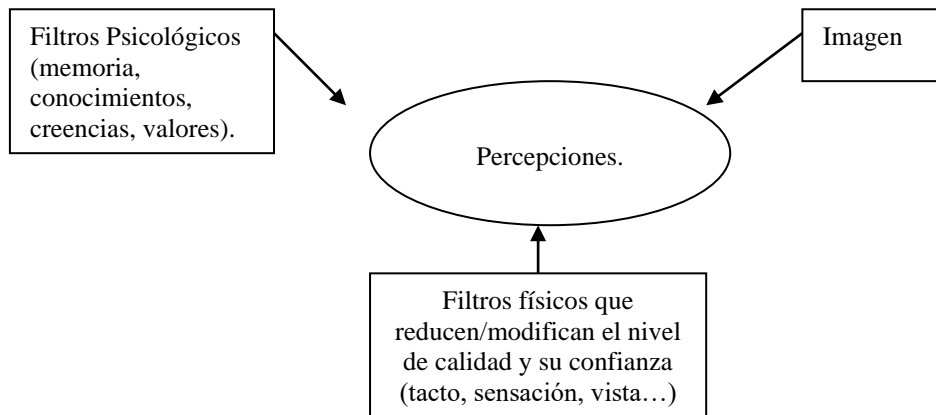 Filtros Psicológicos
(memoria,
conocimientos,
creencias, valores).
Imagen
Percepciones.
Filtros físicos que
reducen/modifican el nivel
de calidad y su confianza
(tacto, sensación, vista…)